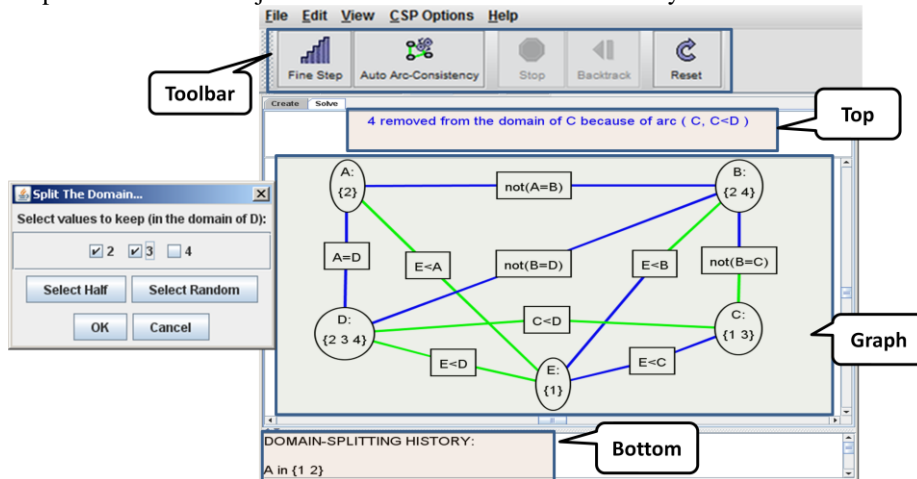 File Edit View CSP Options Help
Fine Step Auto Arc-Consistency Stop Backtrack Reset
Toolbar
Create Solve
4 removed from the domain of C because of arc ( C, C<D )
Top
Split The Domain...
Select values to keep (in the domain of D):
2 3 4
Select Half Select Random
OK Cancel
A:
{2}
not(A=B)
B:
{2 4}
A=D
E<A
not(B=D)
E<B
not(B=C)
D:
{2 3 4}
C<D
C:
{1 3}
E<D
E:
{1}
E<C
Graph
DOMAIN-SPLITTING HISTORY:
A in {1 2}
Bottom